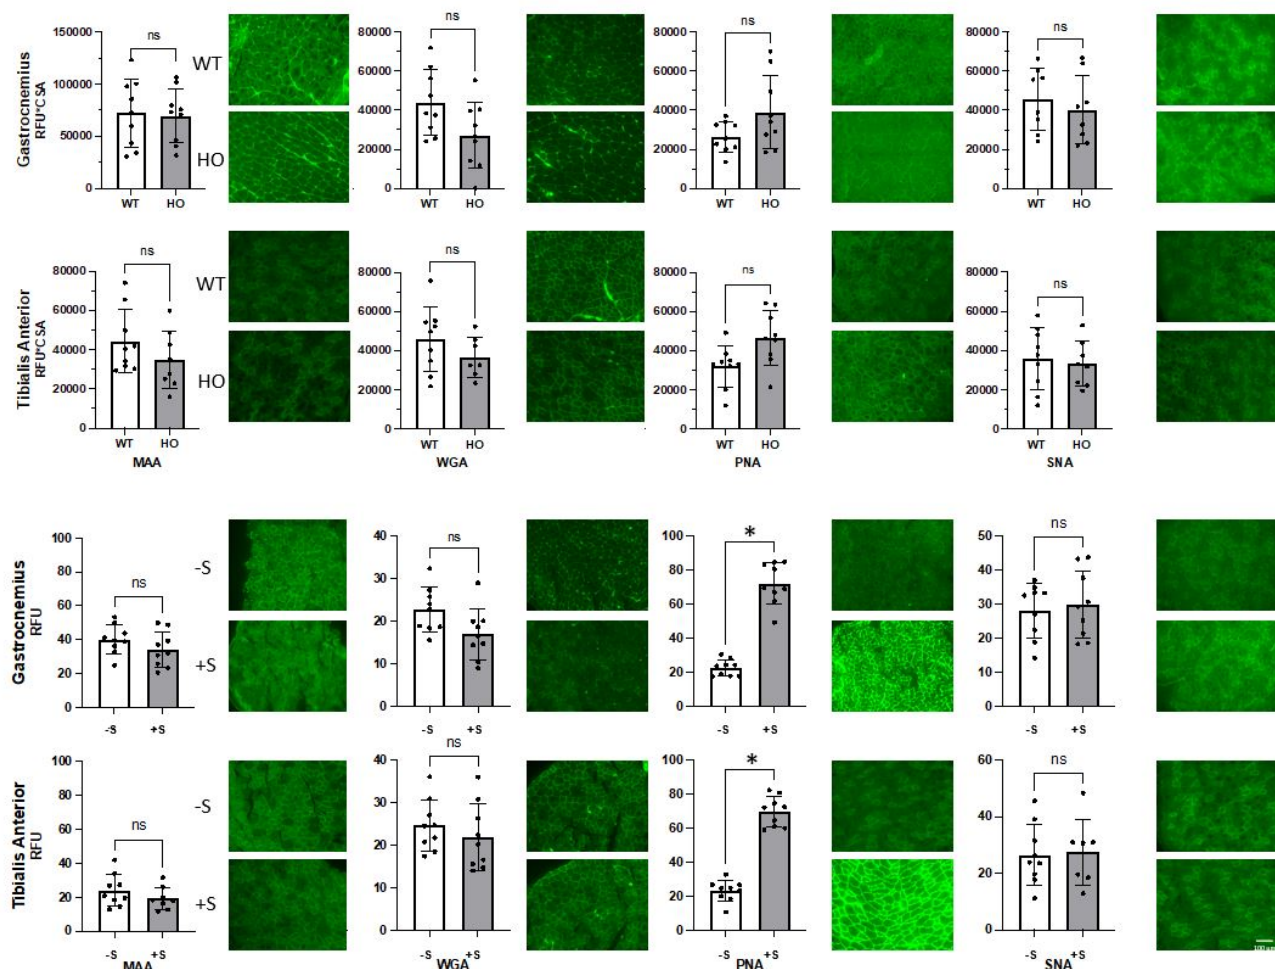 Gastrocnemius
RFU*CSA
150000
100000
50000
0
ns
WT
HO
WT
HO
80000
60000
40000
20000
0
ns
WT
HO
80000
60000
40000
20000
0
ns
WT
HO
80000
60000
40000
20000
0
ns
WT
HO
Tibialis Anterior
RFU*CSA
80000
60000
40000
20000
0
ns
WT
HO
MAA
WT
HO
80000
60000
40000
20000
0
ns
WT
HO
WGA
80000
60000
40000
20000
0
ns
WT
HO
PNA
80000
60000
40000
20000
0
ns
WT
HO
SNA
Gastrocnemius
RFU
100
80
60
40
20
0
ns
-S
+S
-S
+S
40
30
20
10
0
ns
-S
+S
100
80
60
40
20
0
*
-S
+S
50
40
30
20
10
0
ns
-S
+S
Tibialis Anterior
RFU
100
80
60
40
20
0
ns
-S
+S
MAA
-S
+S
40
30
20
10
0
ns
-S
+S
WGA
100
80
60
40
20
0
*
-S
+S
PNA
60
40
20
0
ns
-S
+S
SNA
100 um